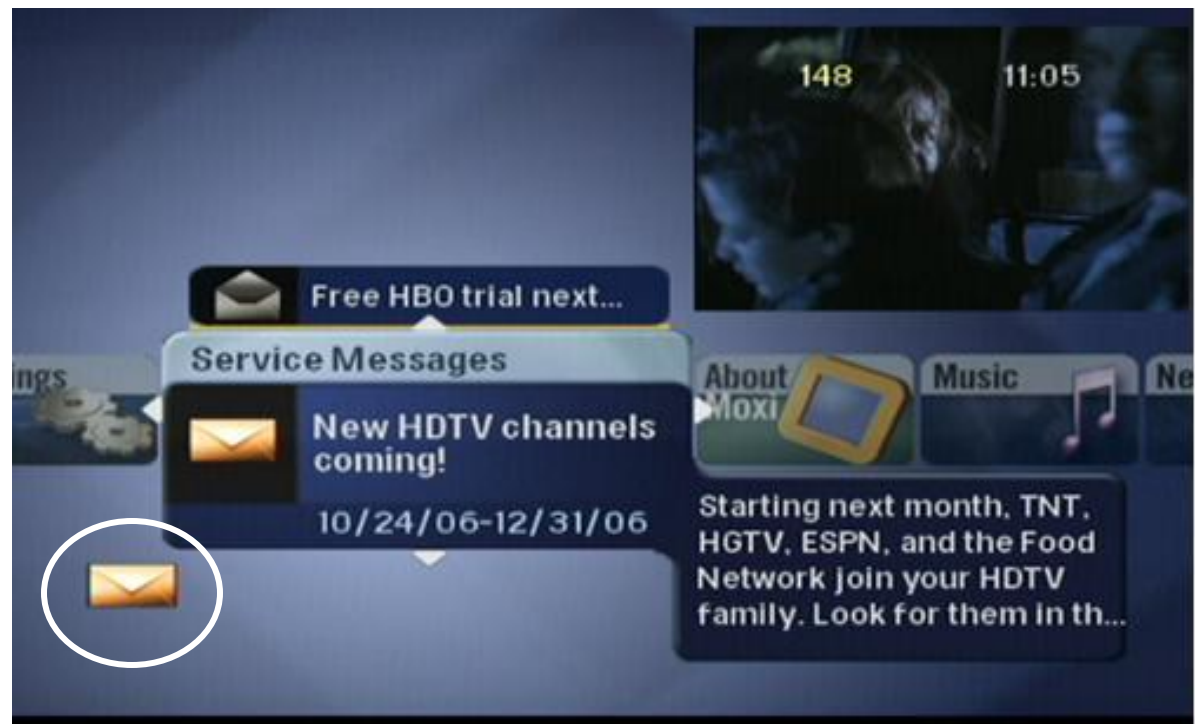 148 11:05
Free HBO trial next...
Service Messages
ings
About
Moxi
Music
Ne
New HDTV channels
coming!
10/24/06-12/31/06
Starting next month, TNT,
HGTV, ESPN, and the Food
Network join your HDTV
family. Look for them in th...